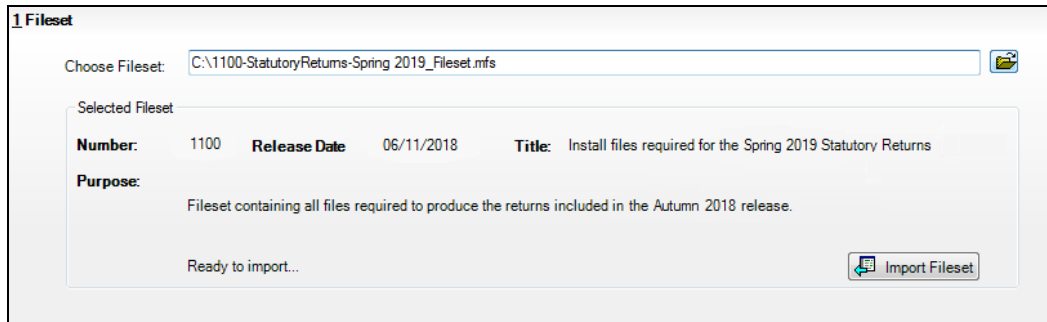 1 Fileset
Choose Fileset: C:\1100-StatutoryReturns-Spring 2019_Fileset.mfs
Selected Fileset
Number: 1100 Release Date 06/11/2018 Title: Install files required for the Spring 2019 Statutory Returns
Purpose:
Fileset containing all files required to produce the returns included in the Autumn 2018 release.
Ready to import... Import Fileset